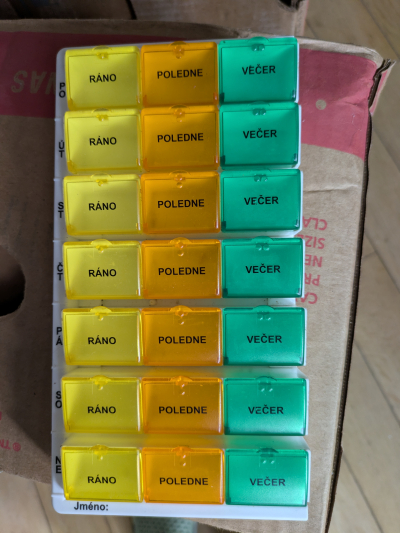 PO RÁNO POLEDNE VEČER
ÚT RÁNO POLEDNE VEČER
ST RÁNO POLEDNE VEČER
ČT RÁNO POLEDNE VEČER
PÁ RÁNO POLEDNE VEČER
SO RÁNO POLEDNE VEČER
NE RÁNO POLEDNE VEČER
Jméno: